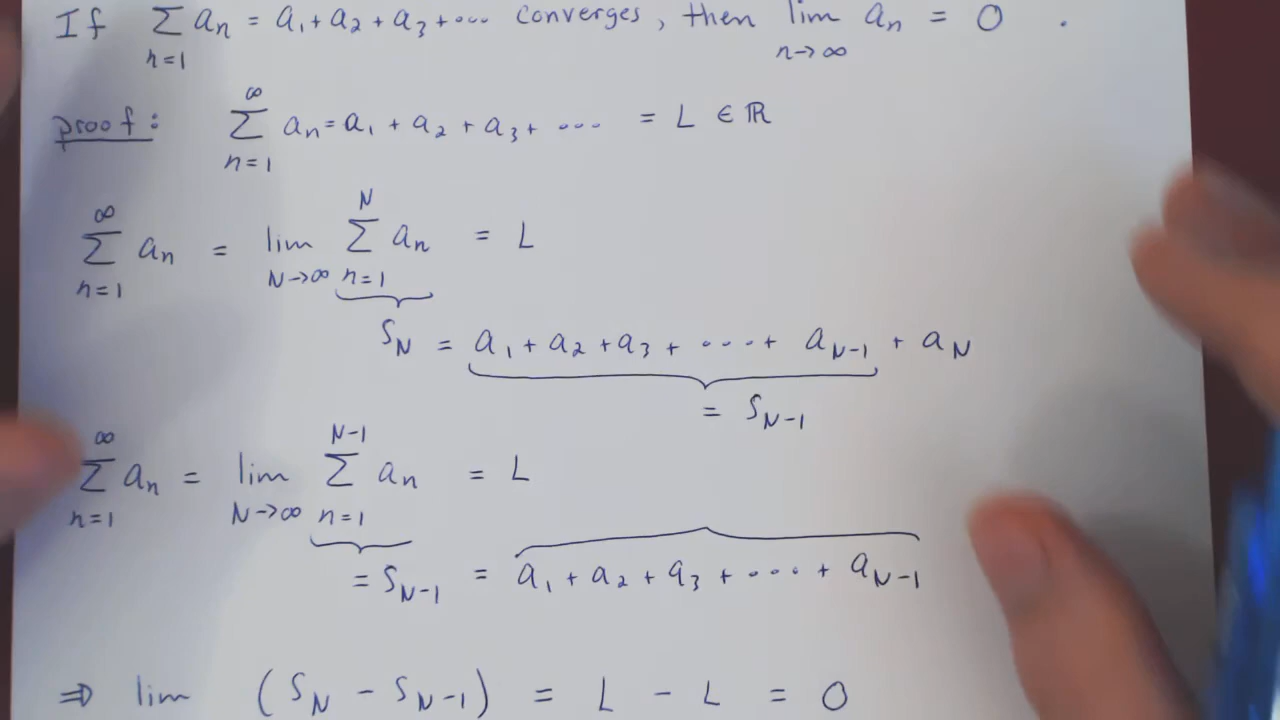 If ∑_{n=1} a_n = a_1 + a_2 + a_3 + ... converges, then lim_{n→∞} a_n = 0 .
proof: ∑_{n=1}^{∞} a_n = a_1 + a_2 + a_3 + ... = L ∈ ℝ
∑_{n=1}^{∞} a_n = lim_{N→∞} ∑_{n=1}^{N} a_n = L
S_N = a_1 + a_2 + a_3 + .... + a_{N-1} + a_N
= S_{N-1}
∑_{n=1}^{∞} a_n = lim_{N→∞} ∑_{n=1}^{N-1} a_n = L
= S_{N-1} = a_1 + a_2 + a_3 + .... + a_{N-1}
⇒ lim (S_N - S_{N-1}) = L - L = 0